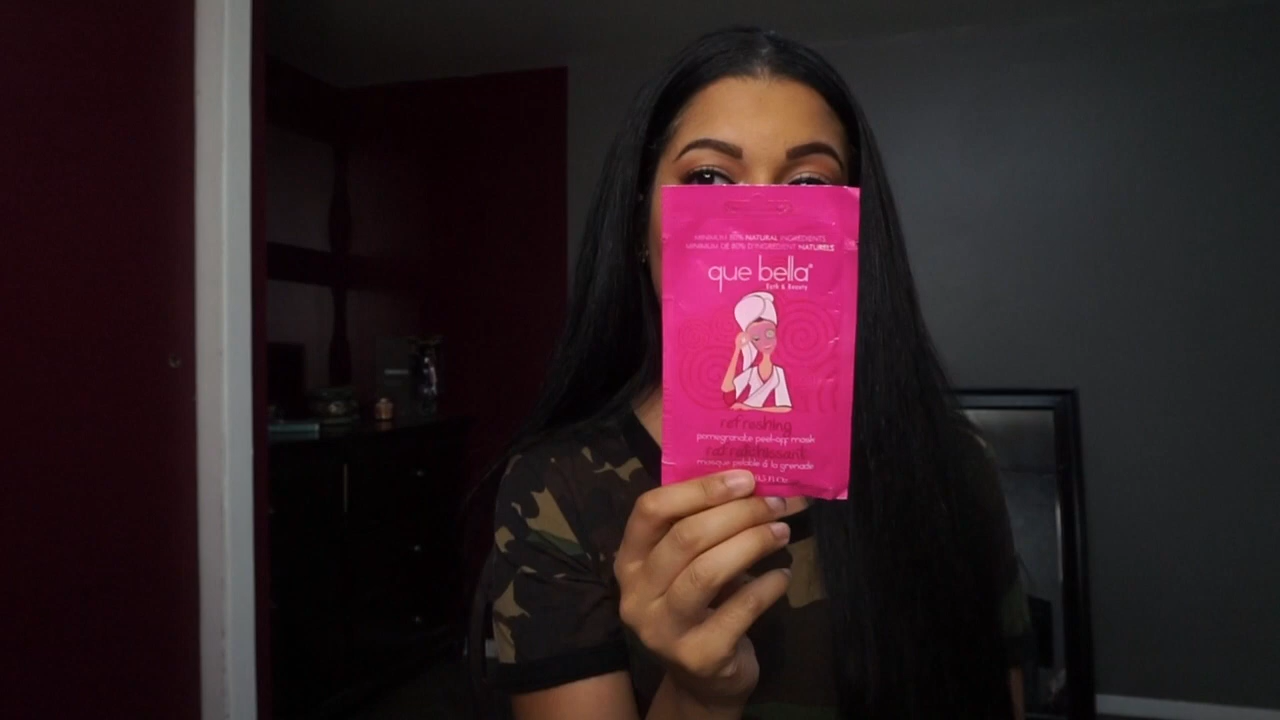 MINIMUM 80% NATURAL INGREDIENTS
MINIMUM DE 80% D'INGREDIENT NATURELS
que bella®
Bath & Beauty
refreshing
pomegranate peel-off mask
rafraîchissant
masque pelable à la grenade